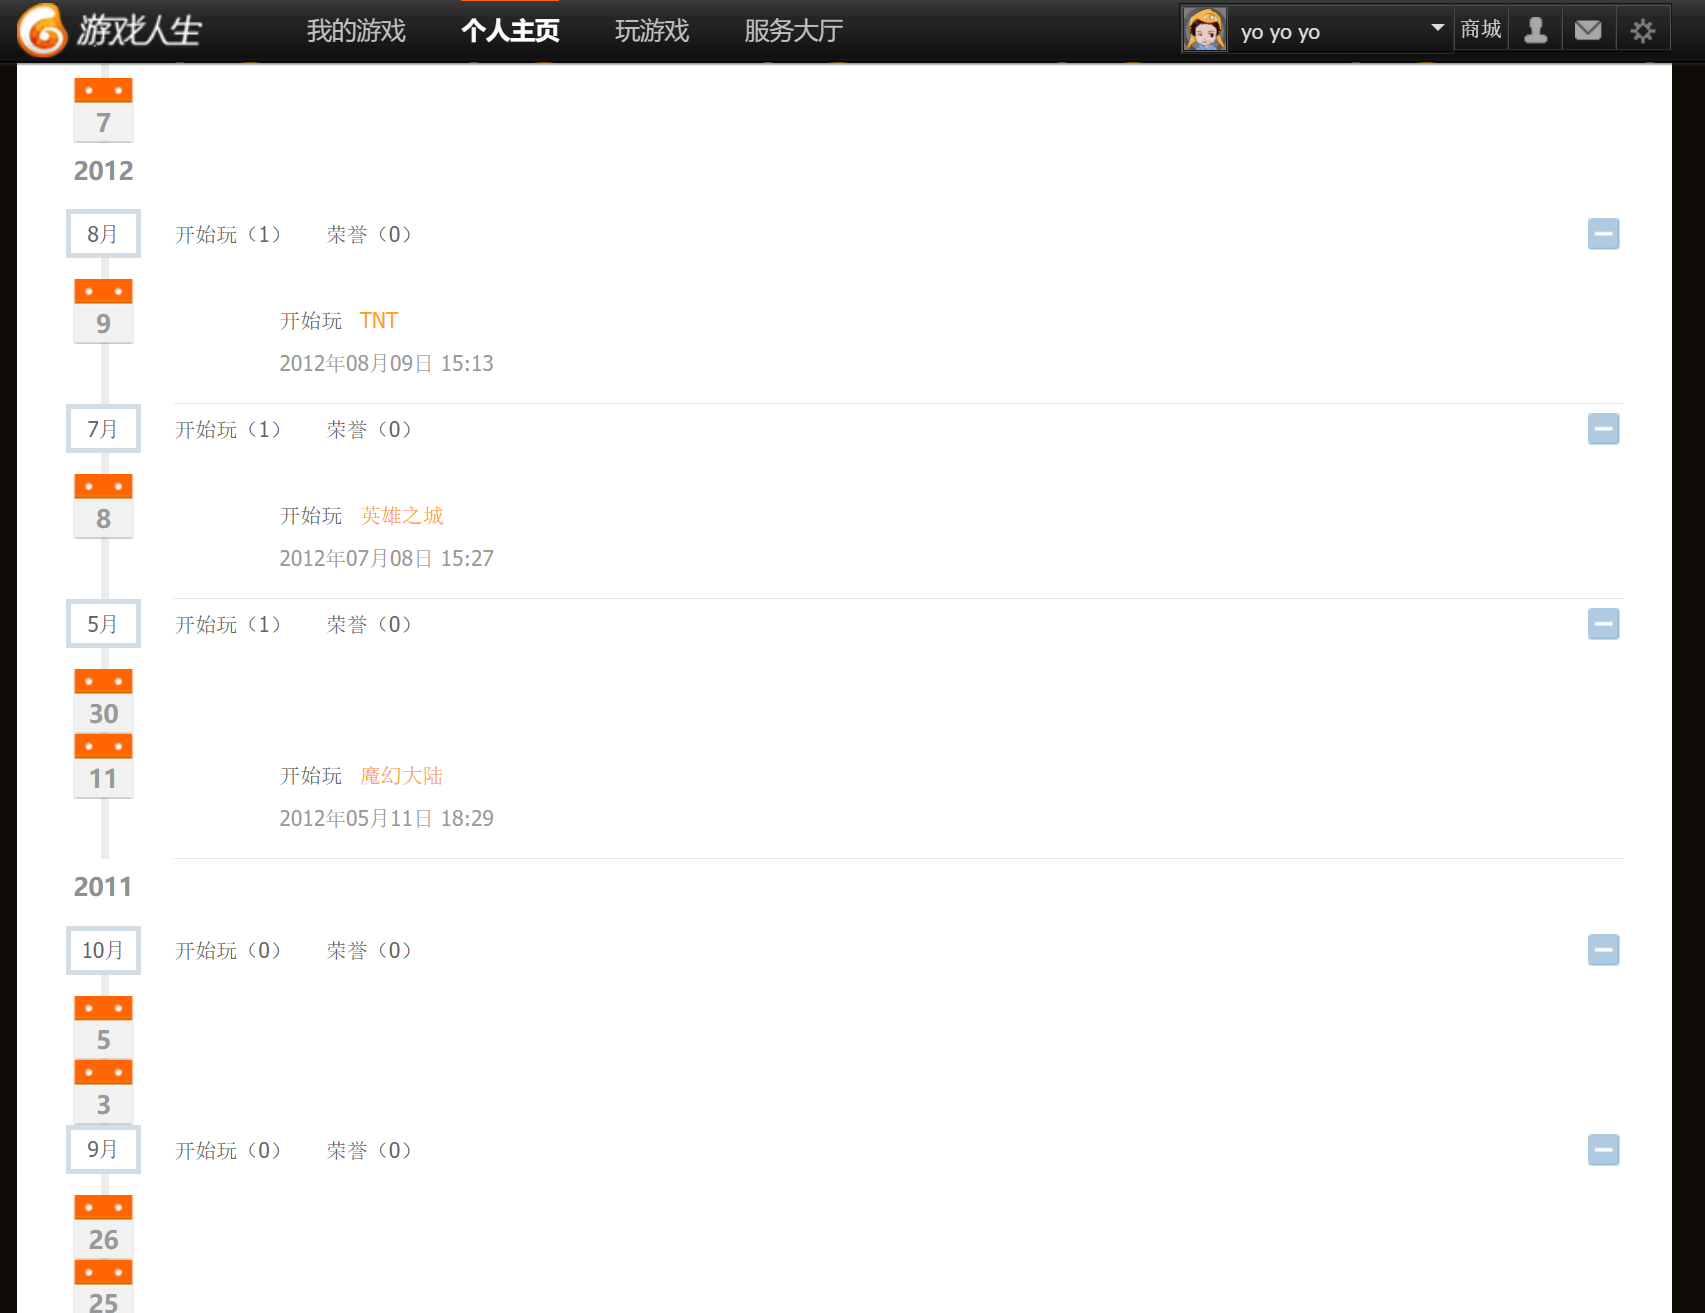 游戏人生 我的游戏 个人主页 玩游戏 服务大厅 yo yo yo 商城
7
2012
8月 开始玩（1） 荣誉（0）
9
开始玩 TNT
2012年08月09日 15:13
7月 开始玩（1） 荣誉（0）
8
开始玩 英雄之城
2012年07月08日 15:27
5月 开始玩（1） 荣誉（0）
30
11
开始玩 魔幻大陆
2012年05月11日 18:29
2011
10月 开始玩（0） 荣誉（0）
5
3
9月 开始玩（0） 荣誉（0）
26
25